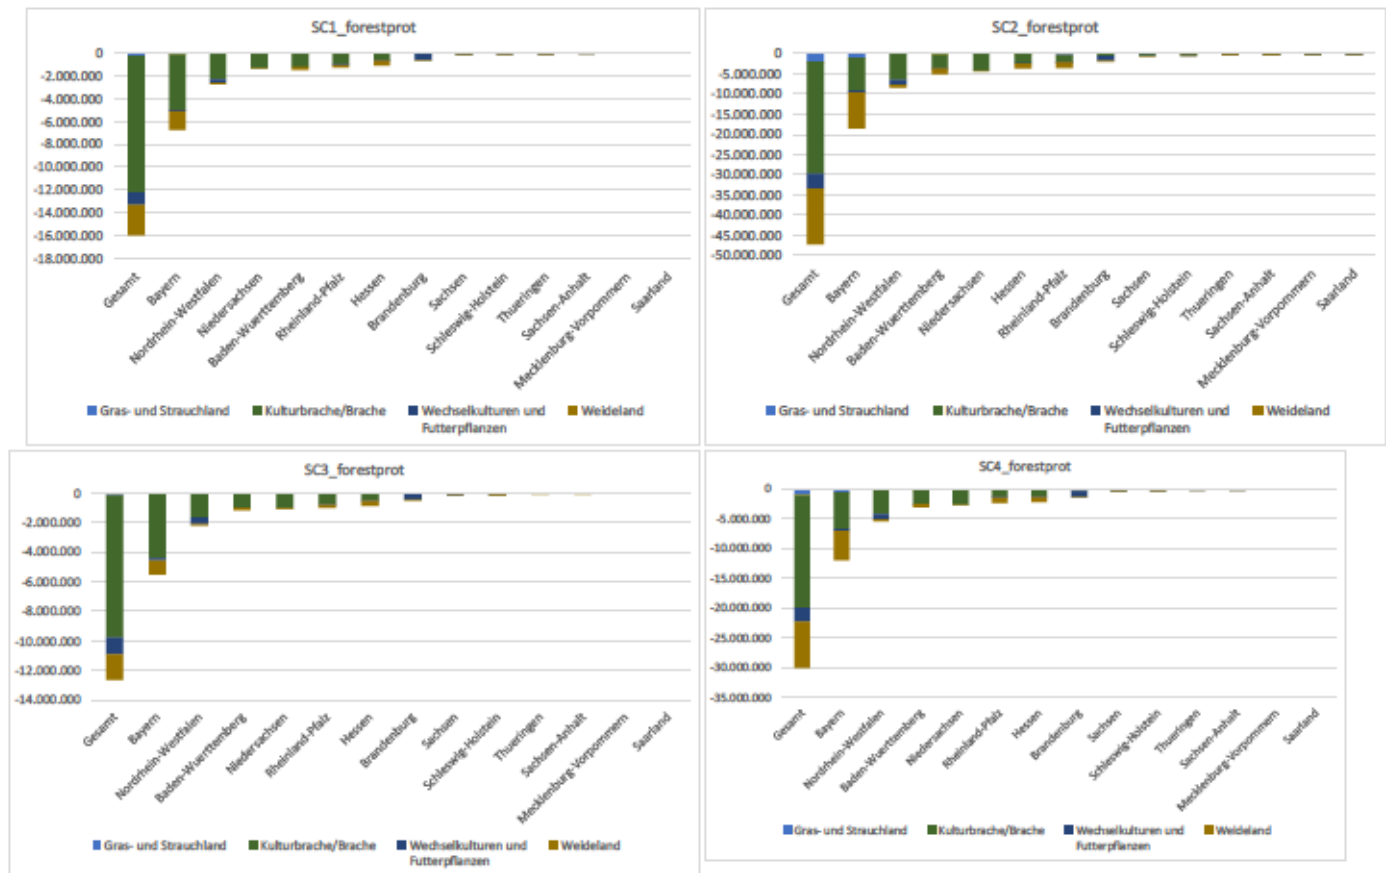 SC1_forestprot
0
-2.000.000
-4.000.000
-6.000.000
-8.000.000
-10.000.000
-12.000.000
-14.000.000
-16.000.000
-18.000.000
Gesamt
Bayern
Nordrhein-Westfalen
Niedersachsen
Baden-Wuerttemberg
Rheinland-Pfalz
Hessen
Brandenburg
Sachsen
Schleswig-Holstein
Thueringen
Sachsen-Anhalt
Mecklenburg-Vorpommern
Saarland
Gras- und Strauchland
Kulturbrache/Brache
Wechselkulturen und
Futterpflanzen
Weideland
SC2_forestprot
0
-5.000.000
-10.000.000
-15.000.000
-20.000.000
-25.000.000
-30.000.000
-35.000.000
-40.000.000
-45.000.000
-50.000.000
Gesamt
Bayern
Nordrhein-Westfalen
Baden-Wuerttemberg
Niedersachsen
Hessen
Rheinland-Pfalz
Brandenburg
Sachsen
Schleswig-Holstein
Thueringen
Sachsen-Anhalt
Mecklenburg-Vorpommern
Saarland
Gras- und Strauchland
Kulturbrache/Brache
Wechselkulturen und
Futterpflanzen
Weideland
SC3_forestprot
0
-2.000.000
-4.000.000
-6.000.000
-8.000.000
-10.000.000
-12.000.000
-14.000.000
Gesamt
Bayern
Nordrhein-Westfalen
Baden-Wuerttemberg
Niedersachsen
Rheinland-Pfalz
Hessen
Brandenburg
Sachsen
Schleswig-Holstein
Thueringen
Sachsen-Anhalt
Mecklenburg-Vorpommern
Saarland
Gras- und Strauchland
Kulturbrache/Brache
Wechselkulturen und
Futterpflanzen
Weideland
SC4_forestprot
0
-5.000.000
-10.000.000
-15.000.000
-20.000.000
-25.000.000
-30.000.000
-35.000.000
Gesamt
Bayern
Nordrhein-Westfalen
Baden-Wuerttemberg
Niedersachsen
Rheinland-Pfalz
Hessen
Brandenburg
Sachsen
Schleswig-Holstein
Thueringen
Sachsen-Anhalt
Mecklenburg-Vorpommern
Saarland
Gras- und Strauchland
Kulturbrache/Brache
Wechselkulturen und
Futterpflanzen
Weideland